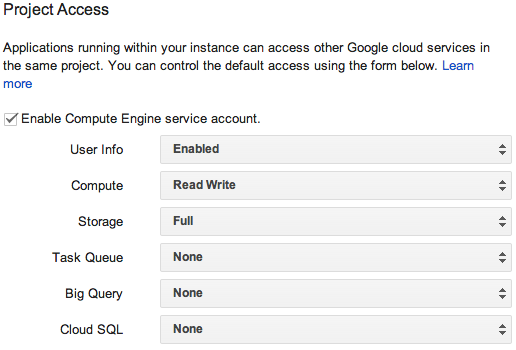 Project Access
Applications running within your instance can access other Google cloud services in
the same project. You can control the default access using the form below. Learn
more
Enable Compute Engine service account.
User Info Enabled
Compute Read Write
Storage Full
Task Queue None
Big Query None
Cloud SQL None